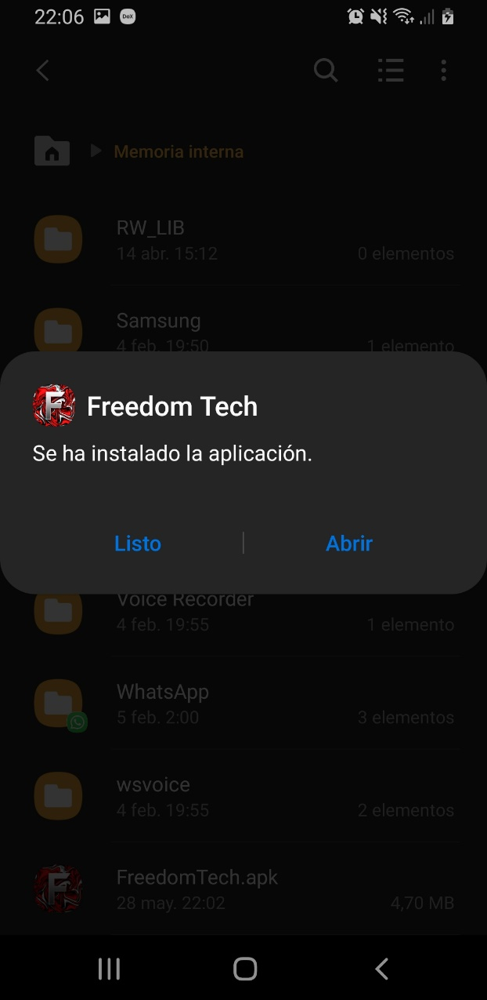 22:06
DeX
Memoria interna
RW_LIB
14 abr. 15:12
0 elementos
Samsung
4 feb. 19:50
1 elemento
F Freedom Tech
Se ha instalado la aplicación.
Listo
Abrir
Voice Recorder
4 feb. 19:55
1 elemento
WhatsApp
5 feb. 2:00
3 elementos
wsvoice
4 feb. 19:55
2 elementos
F FreedomTech.apk
28 may. 22:02
4,70 MB